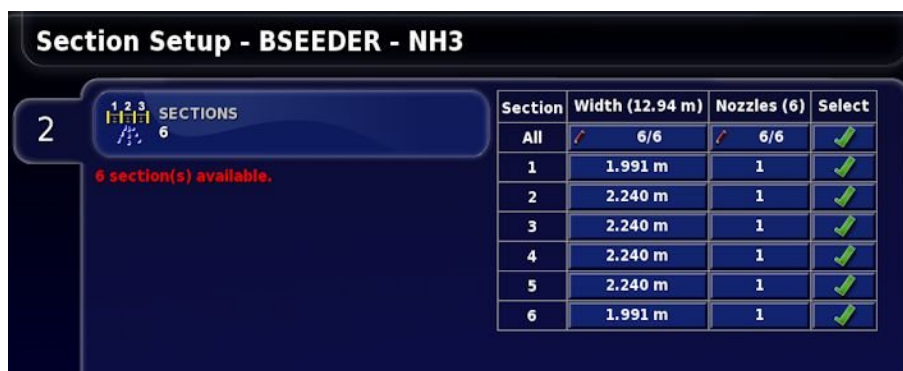 Section Setup - BSEEDER - NH3
2
1 2 3
SECTIONS
6
6 section(s) available.
Section Width (12.94 m) Nozzles (6) Select
All 6/6 6/6
1 1.991 m 1
2 2.240 m 1
3 2.240 m 1
4 2.240 m 1
5 2.240 m 1
6 1.991 m 1